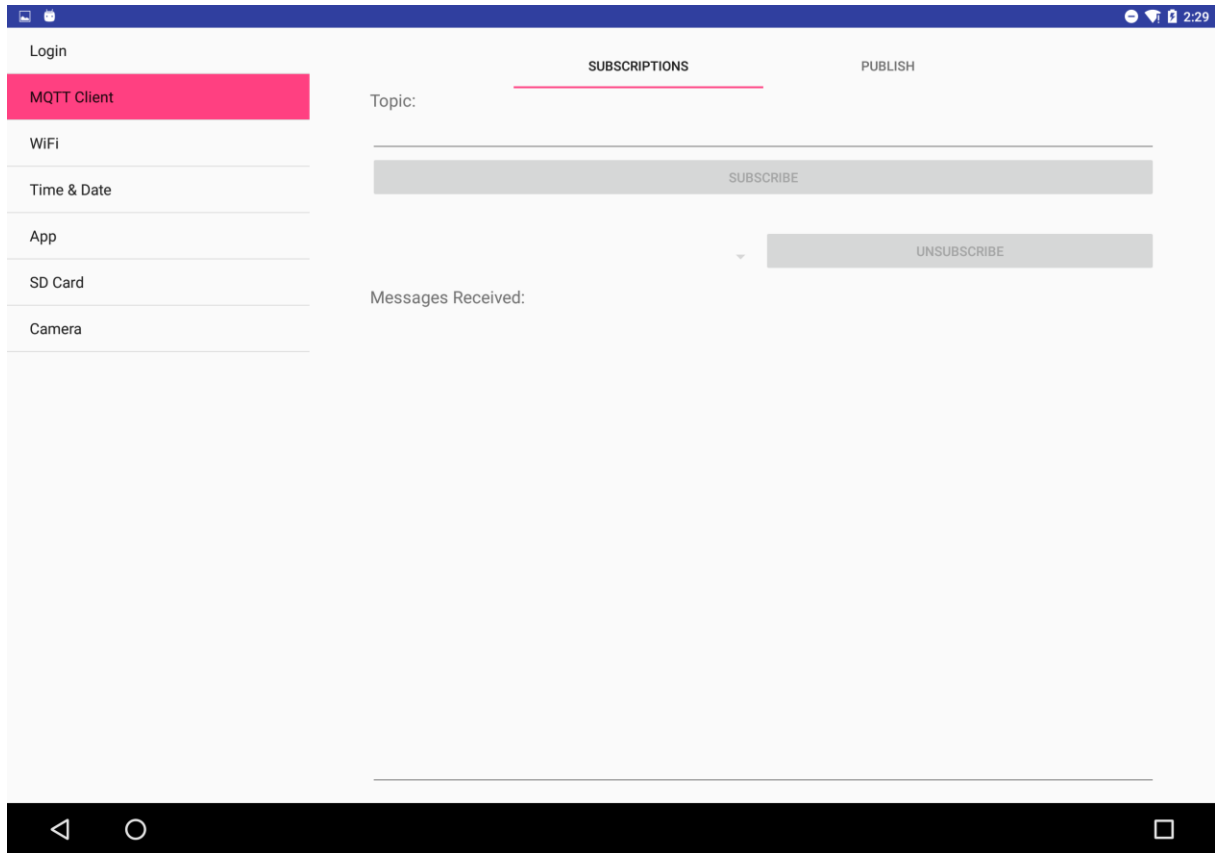 2:29
Login
MQTT Client
WiFi
Time & Date
App
SD Card
Camera
SUBSCRIPTIONS PUBLISH
Topic:
SUBSCRIBE
UNSUBSCRIBE
Messages Received: